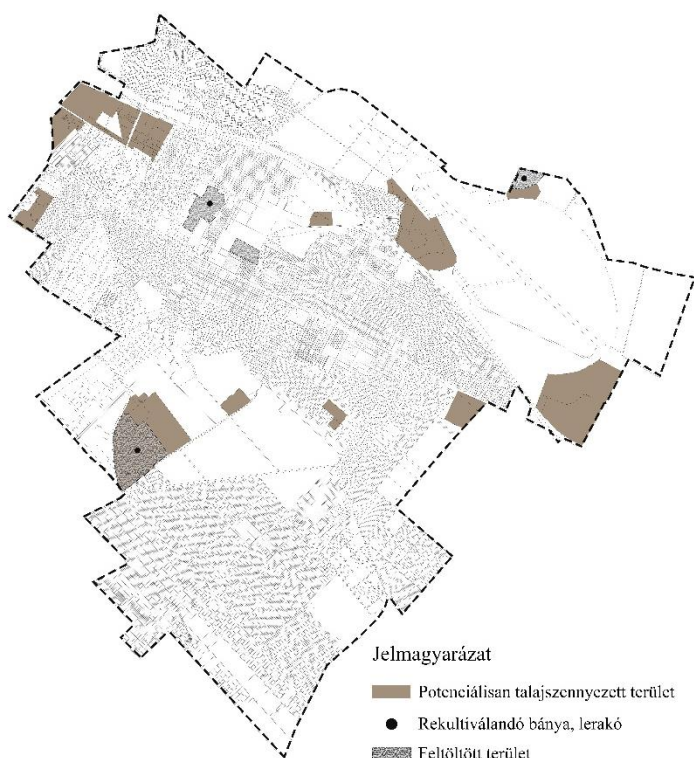 Jelmagyarázat
Potenciálisan talajszennyezett terület
Rekultiválandó bánya, lerakó
Feltöltött terület